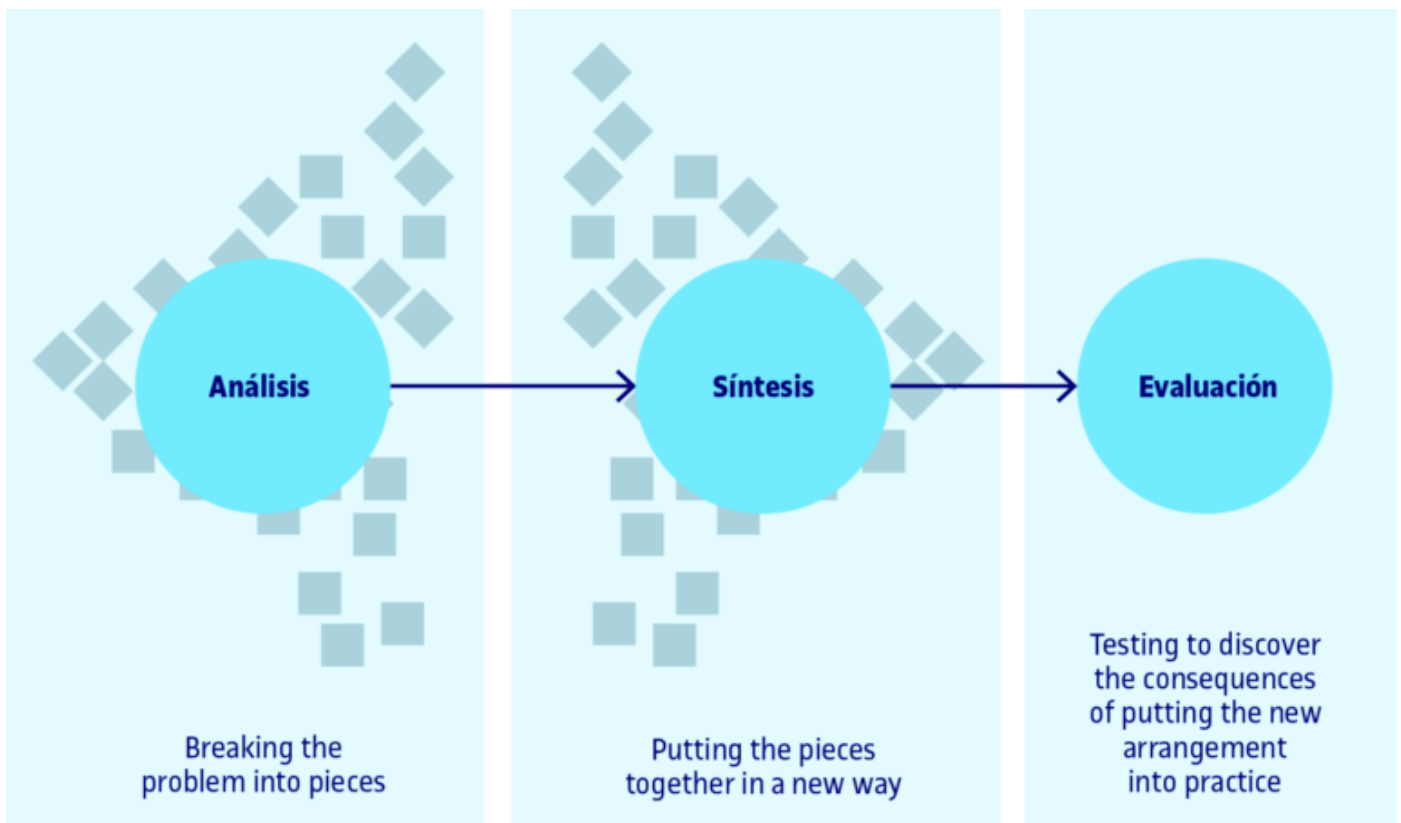 Análisis
Síntesis
Evaluación
Breaking the
problem into pieces
Putting the pieces
together in a new way
Testing to discover
the consequences
of putting the new
arrangement
into practice